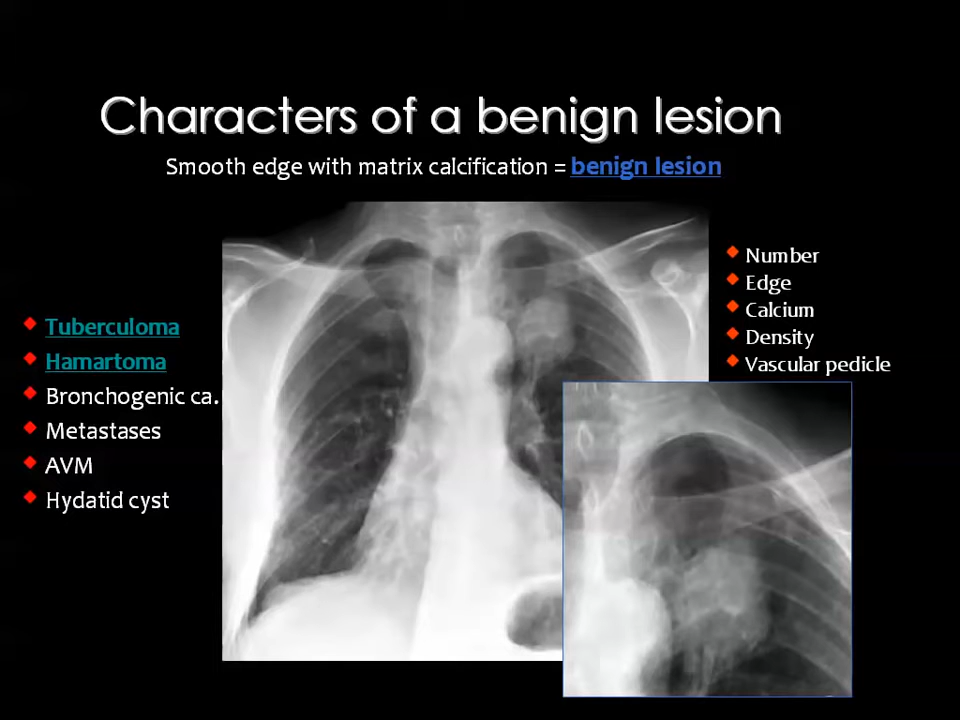 Characters of a benign lesion
Smooth edge with matrix calcification = benign lesion
Tuberculoma
Hamartoma
Bronchogenic ca.
Metastases
AVM
Hydatid cyst
Number
Edge
Calcium
Density
Vascular pedicle